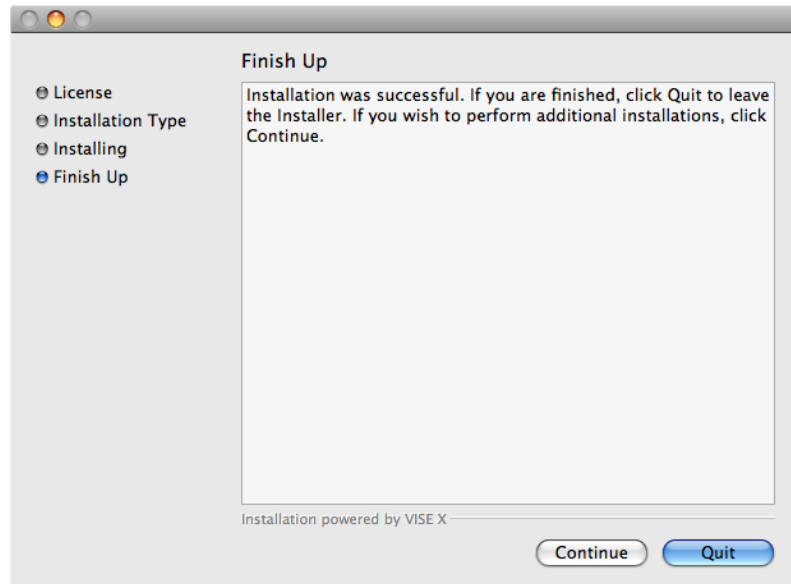 Finish Up
License
Installation Type
Installing
Finish Up
Installation was successful. If you are finished, click Quit to leave
the Installer. If you wish to perform additional installations, click
Continue.
Installation powered by VISE X
Continue
Quit